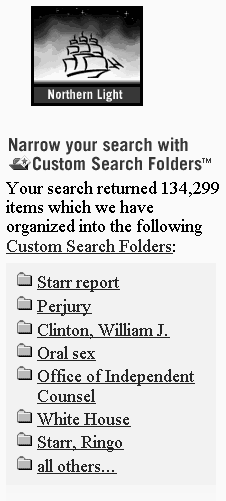 Northern Light
Narrow your search with
Custom Search Folders™
Your search returned 134,299
items which we have
organized into the following
Custom Search Folders:
Starr report
Perjury
Clinton, William J.
Oral sex
Office of Independent
Counsel
White House
Starr, Ringo
all others...